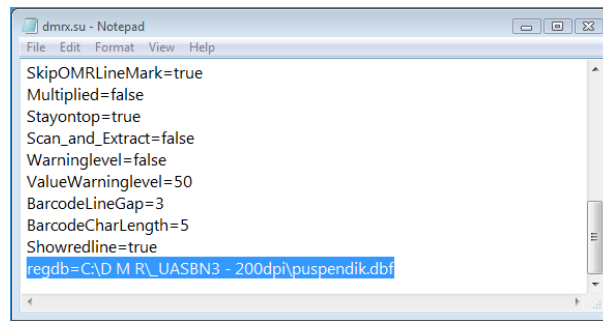 dmrx.su - Notepad
File Edit Format View Help
SkipOMRLineMark=true
Multiplied=false
Stayontop=true
Scan_and_Extract=false
Warninglevel=false
ValueWarninglevel=50
BarcodeLineGap=3
BarcodeCharLength=5
Showredline=true
regdb=C:\D M R\_UASBN3 - 200dpi\puspendik.dbf